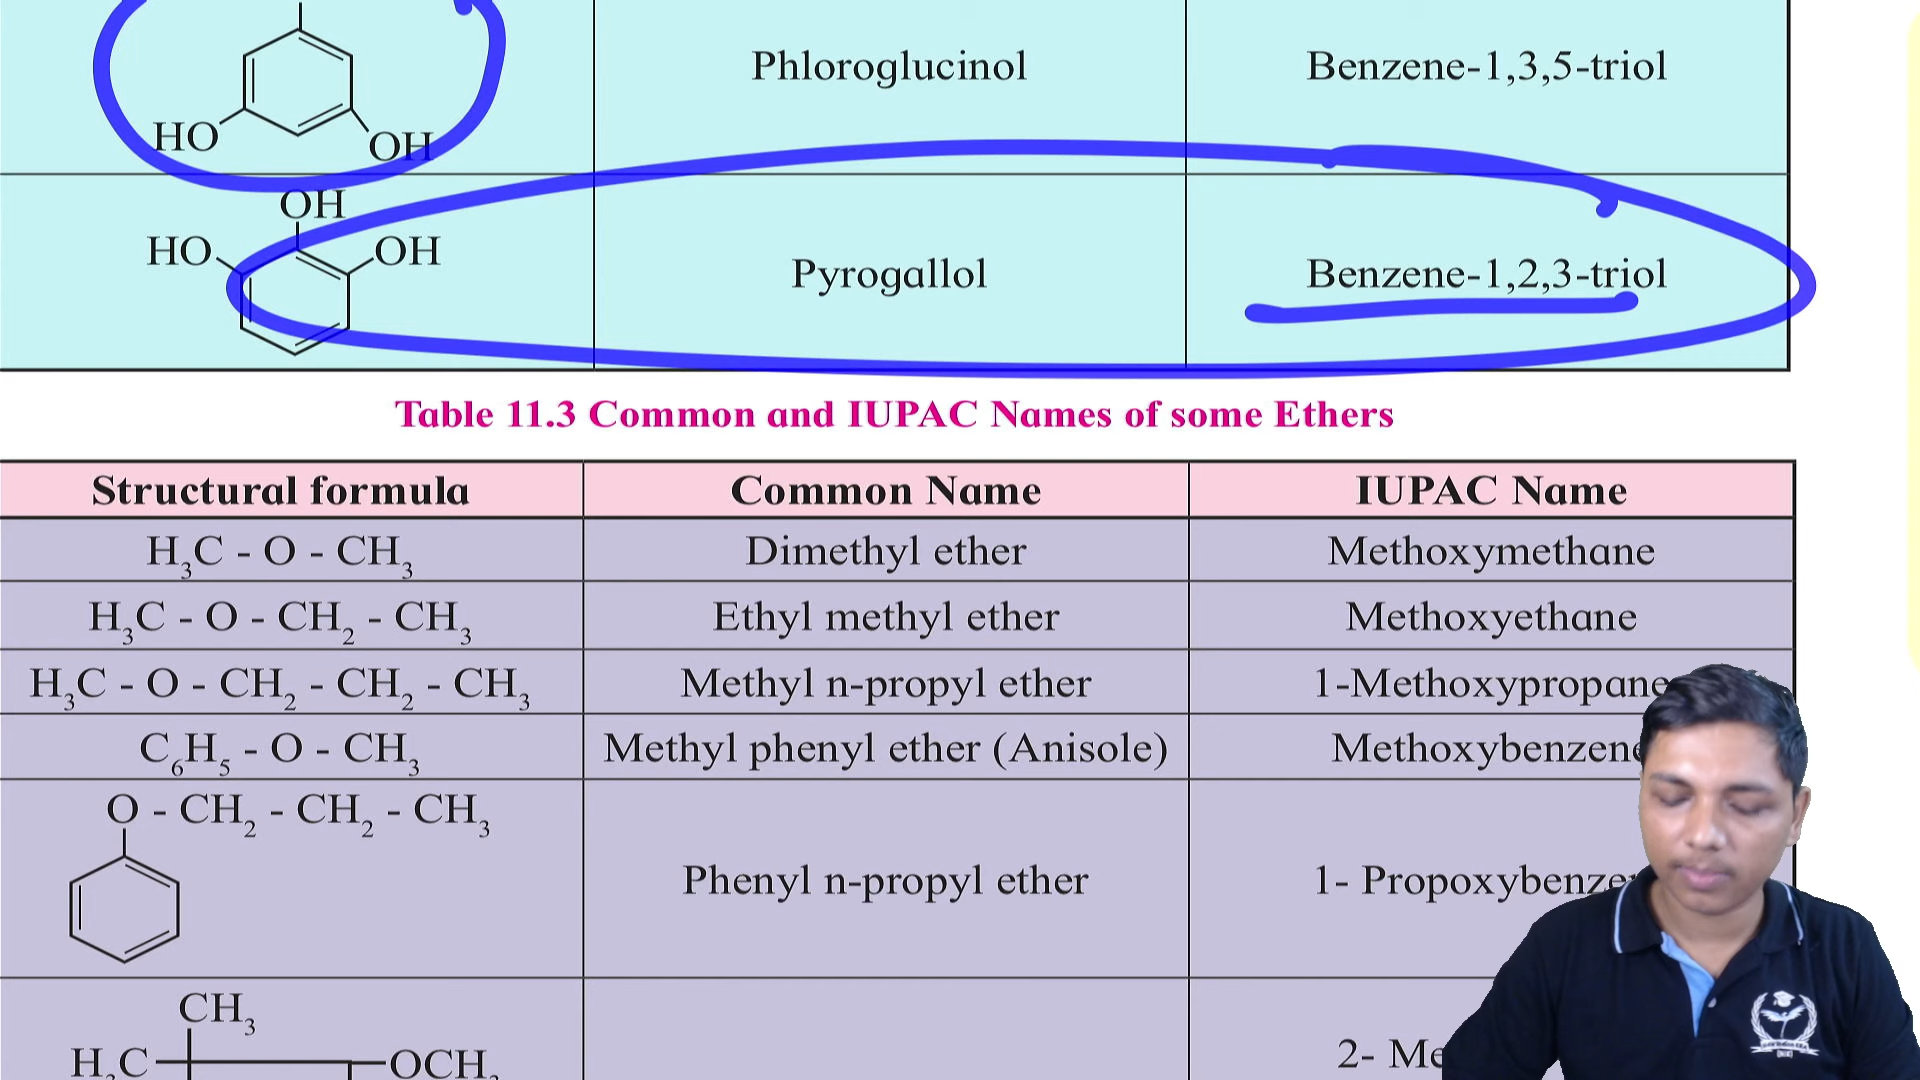 Phloroglucinol
Benzene-1,3,5-triol
HO
OH
OH
HO
OH
Pyrogallol
Benzene-1,2,3-triol
Table 11.3 Common and IUPAC Names of some Ethers
Structural formula
Common Name
IUPAC Name
H₃C - O - CH₃
Dimethyl ether
Methoxymethane
H₃C - O - CH₂ - CH₃
Ethyl methyl ether
Methoxyethane
H₃C - O - CH₂ - CH₂ - CH₃
Methyl n-propyl ether
1-Methoxypropane
C₆H₅ - O - CH₃
Methyl phenyl ether (Anisole)
Methoxybenzene
O - CH₂ - CH₂ - CH₃
Phenyl n-propyl ether
1- Propoxybenze
CH₃
H₃C
OCH₃
2- Me